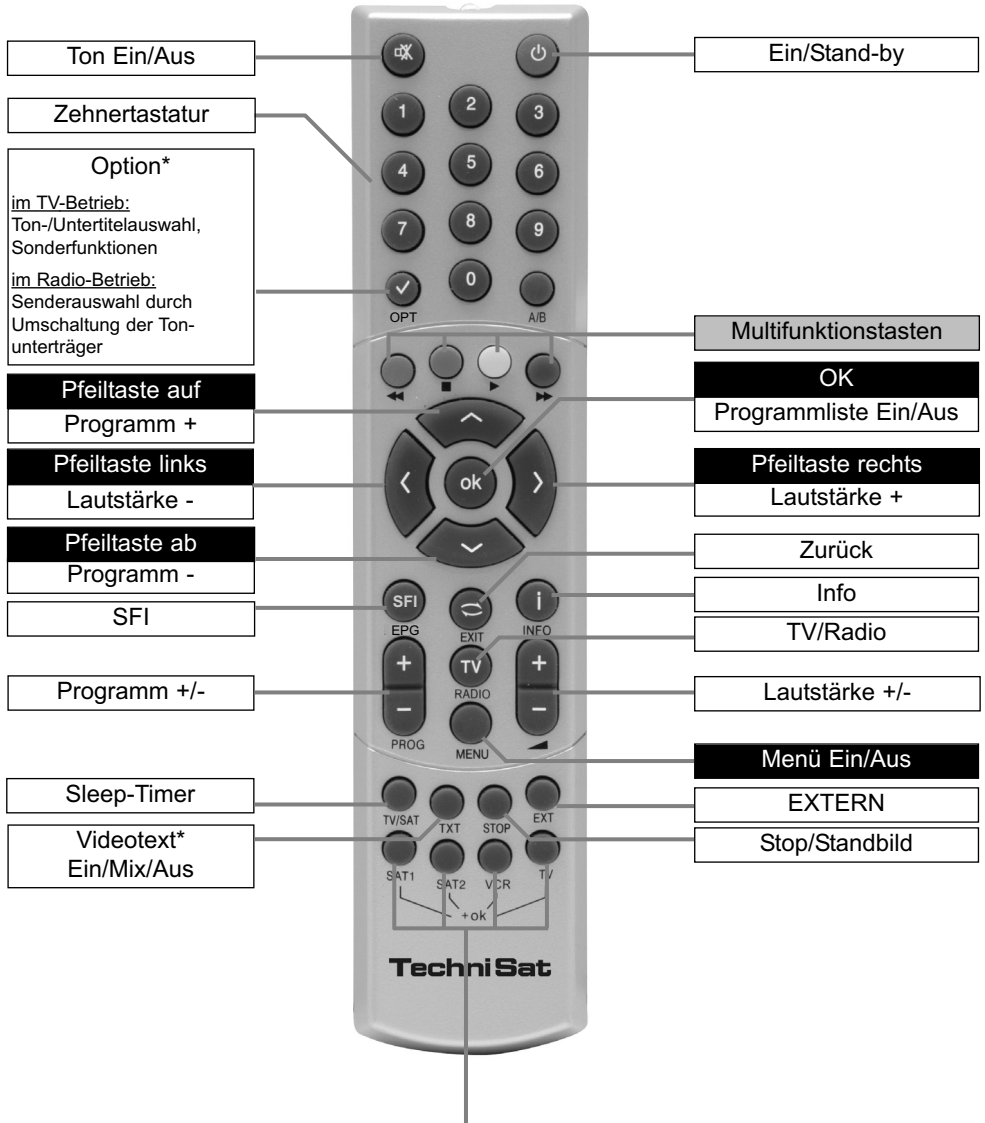 Ton Ein/Aus
Ein/Stand-by
Zehnertastatur
Option*
im TV-Betrieb:
Ton-/Untertitelauswahl,
Sonderfunktionen
im Radio-Betrieb:
Senderauswahl durch
Umschaltung der Ton-
unterträger
Pfeiltaste auf
Programm +
Pfeiltaste links
Lautstärke -
Pfeiltaste ab
Programm -
SFI
Programm +/-
Sleep-Timer
Videotext*
Ein/Mix/Aus
1 2 3
4 5 6
7 8 9
0
OPT A/B
ok
SFI i
EPG EXIT INFO
+ TV +
RADIO
- -
PROG MENU
TV/SAT TXT STOP EXT
SAT1 SAT2 VCR TV
+ok
TechniSat
Multifunktionstasten
OK
Programmliste Ein/Aus
Pfeiltaste rechts
Lautstärke +
Zurück
Info
TV/Radio
Lautstärke +/-
Menü Ein/Aus
EXTERN
Stop/Standbild